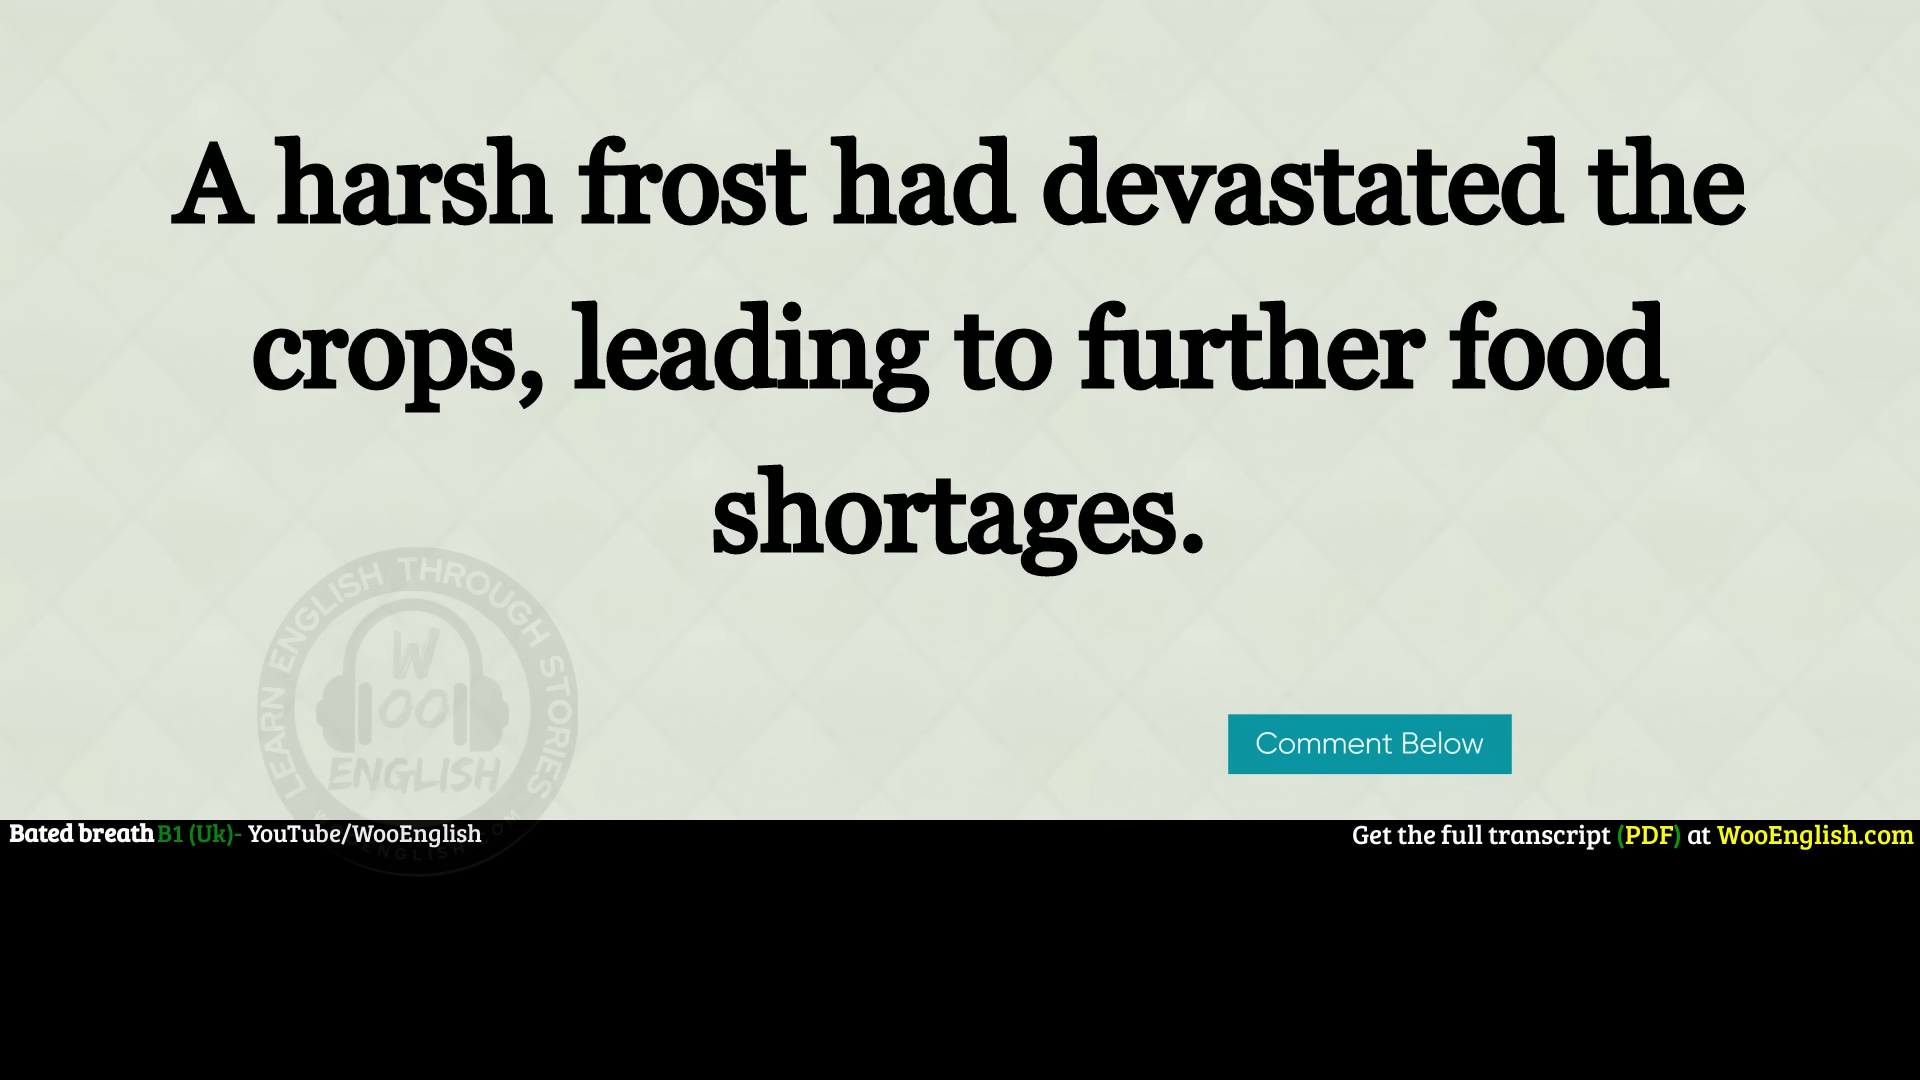 A harsh frost had devastated the
crops, leading to further food
shortages.
LEARN ENGLISH THROUGH STORIES
W
OO
ENGLISH
Comment Below
Bated breath B1 (Uk)- YouTube/WooEnglish
Get the full transcript (PDF) at WooEnglish.com